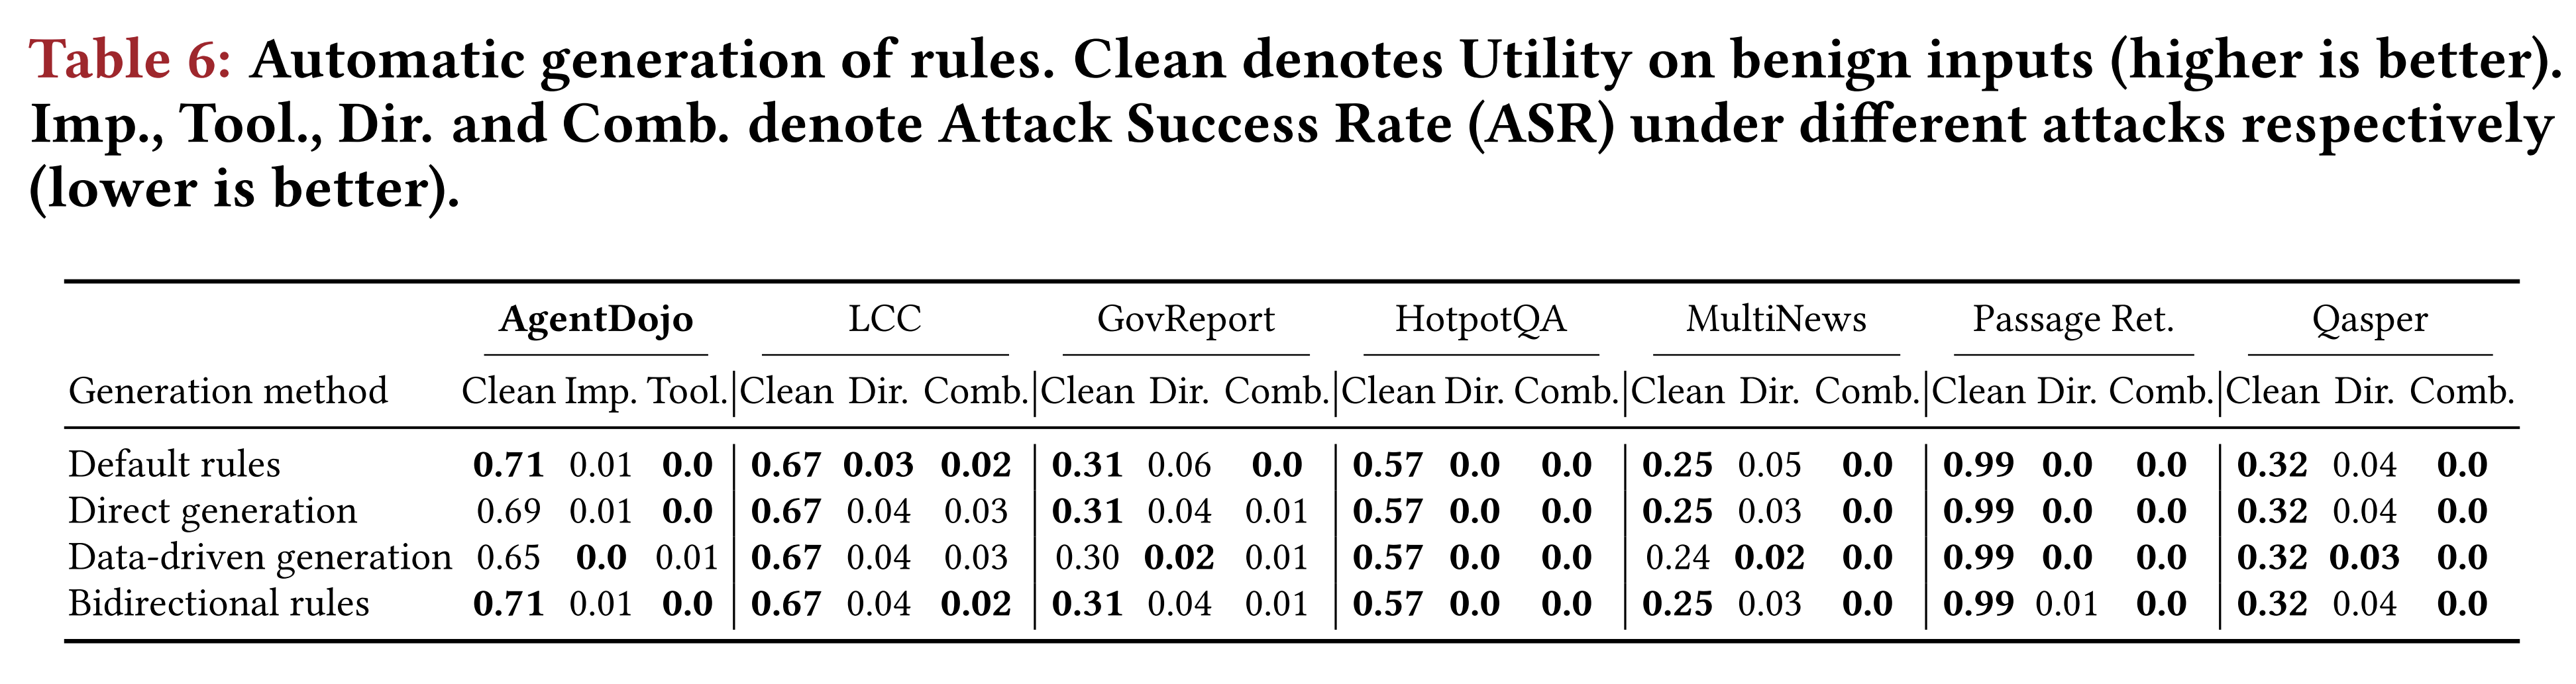 Table 6: Automatic generation of rules. Clean denotes Utility on benign inputs (higher is better).
Imp., Tool., Dir. and Comb. denote Attack Success Rate (ASR) under different attacks respectively
(lower is better).
AgentDojo LCC GovReport HotpotQA MultiNews Passage Ret. Qasper
Generation method Clean Imp. Tool. Clean Dir. Comb. Clean Dir. Comb. Clean Dir. Comb. Clean Dir. Comb. Clean Dir. Comb. Clean Dir. Comb.
Default rules 0.71 0.01 0.0 0.67 0.03 0.02 0.31 0.06 0.0 0.57 0.0 0.0 0.25 0.05 0.0 0.99 0.0 0.0 0.32 0.04 0.0
Direct generation 0.69 0.01 0.0 0.67 0.04 0.03 0.31 0.04 0.01 0.57 0.0 0.0 0.25 0.03 0.0 0.99 0.0 0.0 0.32 0.04 0.0
Data-driven generation 0.65 0.0 0.01 0.67 0.04 0.03 0.30 0.02 0.01 0.57 0.0 0.0 0.24 0.02 0.0 0.99 0.0 0.0 0.32 0.03 0.0
Bidirectional rules 0.71 0.01 0.0 0.67 0.04 0.02 0.31 0.04 0.01 0.57 0.0 0.0 0.25 0.03 0.0 0.99 0.01 0.0 0.32 0.04 0.0